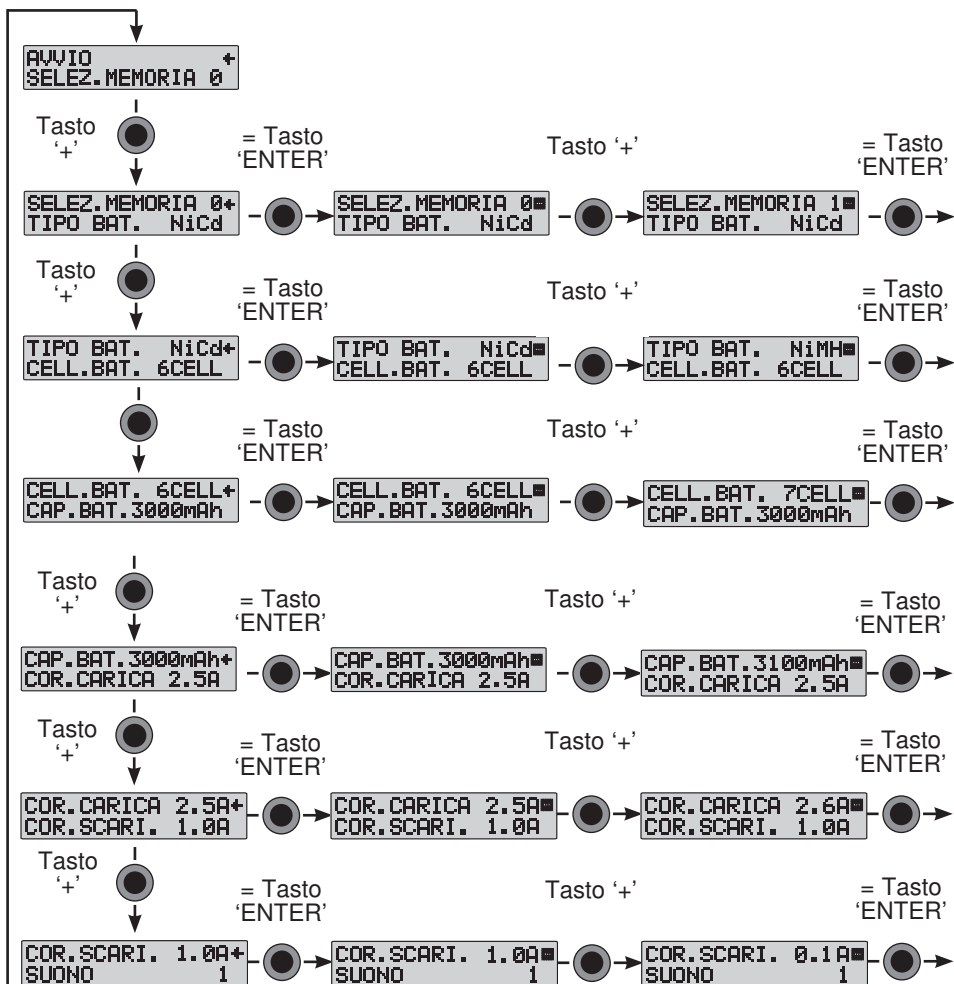 AVVIO ←
SELEZ.MEMORIA 0
Tasto
‘+’
= Tasto
‘ENTER’
Tasto ‘+’
= Tasto
‘ENTER’
SELEZ.MEMORIA 0←
TIPO BAT. NiCd
SELEZ.MEMORIA 0
TIPO BAT. NiCd
SELEZ.MEMORIA 1
TIPO BAT. NiCd
Tasto
‘+’
= Tasto
‘ENTER’
Tasto ‘+’
= Tasto
‘ENTER’
TIPO BAT. NiCd←
CELL.BAT. 6CELL
TIPO BAT. NiCd
CELL.BAT. 6CELL
TIPO BAT. NiMH
CELL.BAT. 6CELL
= Tasto
‘ENTER’
Tasto ‘+’
= Tasto
‘ENTER’
CELL.BAT. 6CELL←
CAP.BAT.3000mAh
CELL.BAT. 6CELL
CAP.BAT.3000mAh
CELL.BAT. 7CELL
CAP.BAT.3000mAh
Tasto
‘+’
= Tasto
‘ENTER’
Tasto ‘+’
= Tasto
‘ENTER’
CAP.BAT.3000mAh←
COR.CARICA 2.5A
CAP.BAT.3000mAh
COR.CARICA 2.5A
CAP.BAT.3100mAh
COR.CARICA 2.5A
Tasto
‘+’
= Tasto
‘ENTER’
Tasto ‘+’
= Tasto
‘ENTER’
COR.CARICA 2.5A←
COR.SCARI. 1.0A
COR.CARICA 2.5A
COR.SCARI. 1.0A
COR.CARICA 2.6A
COR.SCARI. 1.0A
Tasto
‘+’
= Tasto
‘ENTER’
Tasto ‘+’
= Tasto
‘ENTER’
COR.SCARI. 1.0A←
SUONO 1
COR.SCARI. 1.0A
SUONO 1
COR.SCARI. 0.1A
SUONO 1